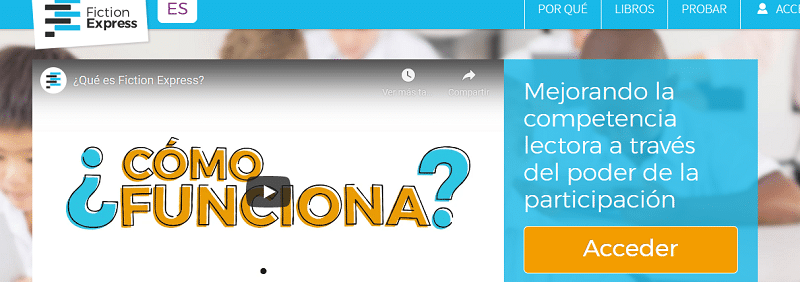 Fiction
Express
ES
POR QUÉ
LIBROS
PROBAR
ACCE
¿Qué es Fiction Express?
Ver más ta...
Compartir
¿CÓMO
FUNCIONA?
Mejorando la
competencia
lectora a través
del poder de la
participación
Acceder